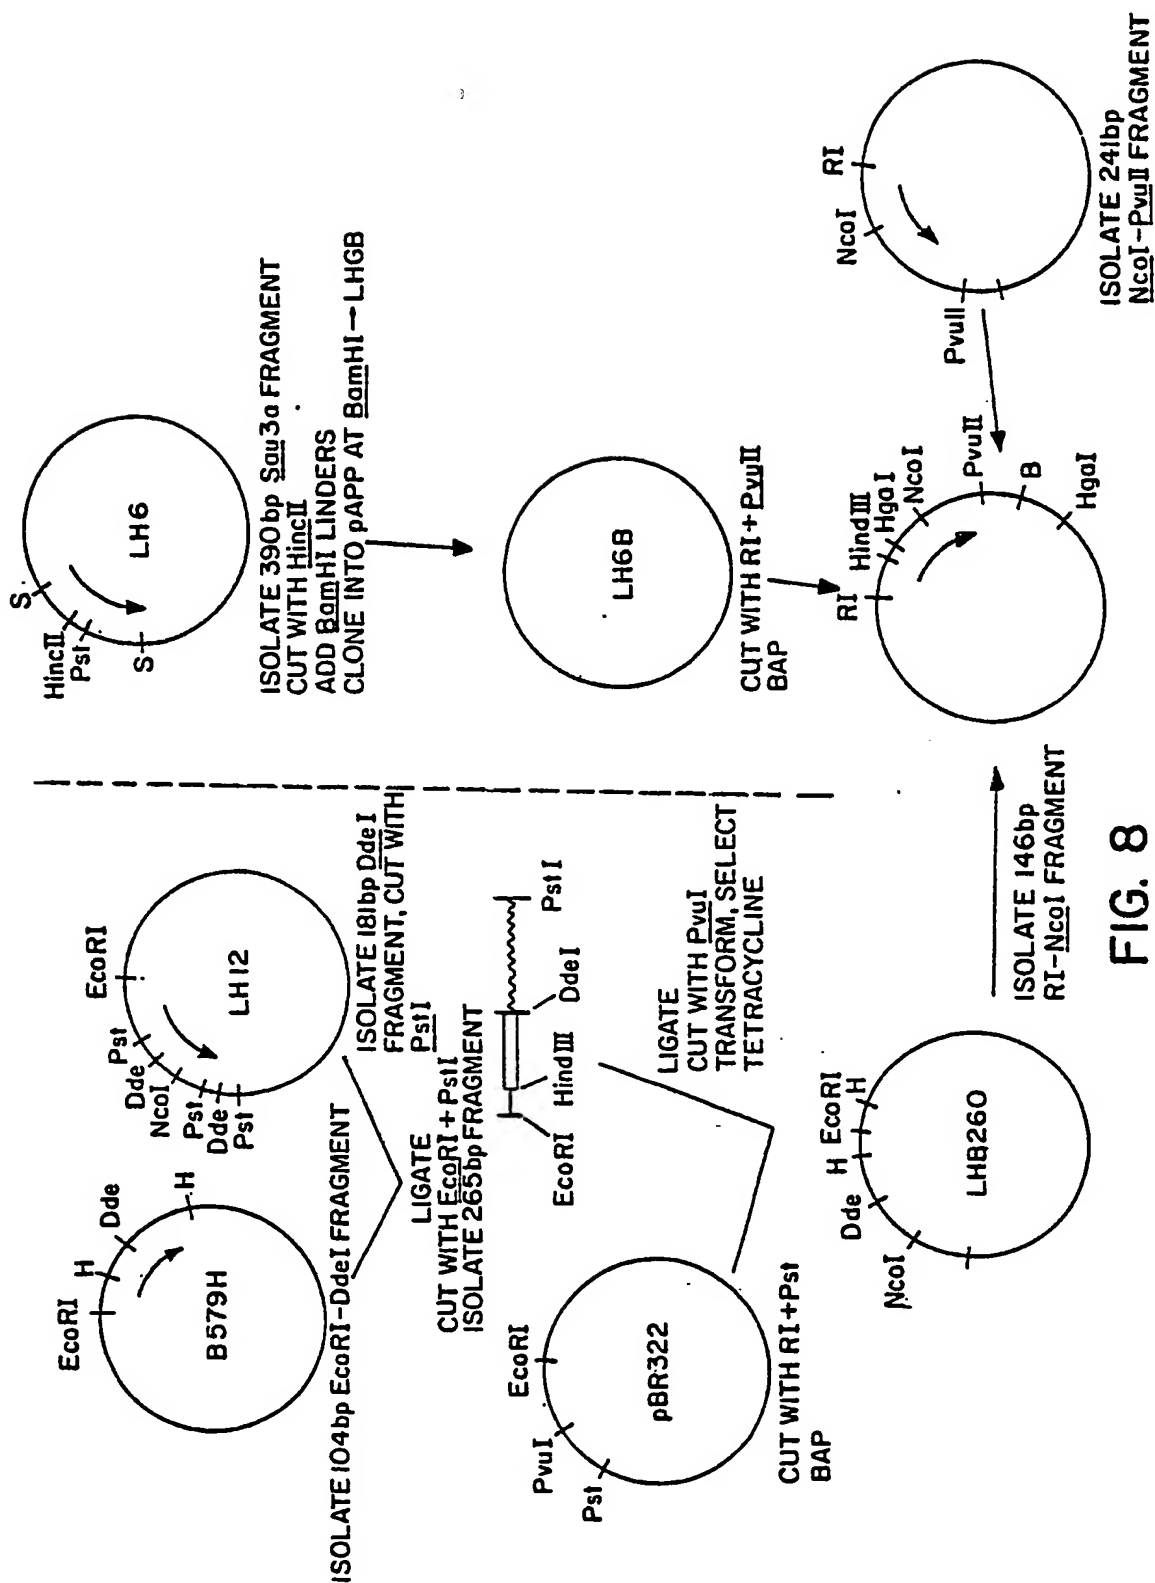 EcoRI
H
Dde
H
B579H
ISOLATE 104bp EcoRI-DdeI FRAGMENT
EcoRI
Pst
Dde
NcoI
Pst
Dde
Pst
LH12
ISOLATE 181bp DdeI
FRAGMENT, CUT WITH
PstI
LIGATE
CUT WITH EcoRI + PstI
ISOLATE 265bp FRAGMENT
EcoRI
HindIII
DdeI
PstI
EcoRI
PvuI
Pst
pBR322
CUT WITH RI+Pst
BAP
LIGATE
CUT WITH PvuI
TRANSFORM, SELECT
TETRACYCLINE
EcoRI
H
H
Dde
NcoI
LHB260
ISOLATE 146bp
RI-NcoI FRAGMENT
S
HincII
Pst
S
LH6
ISOLATE 390bp Sau3a FRAGMENT
CUT WITH HincII
ADD BamHI LINDERS
CLONE INTO pAPP AT BamHI→LHGB
LH6B
CUT WITH RI+PvuII
BAP
RI
HindIII
HgaI
NcoI
PvuII
B
HgaI
RI
NcoI
PvuII
ISOLATE 241bp
NcoI-PvuII FRAGMENT
FIG. 8